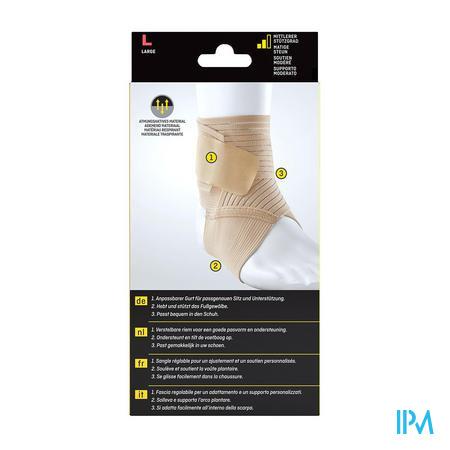 L
LARGE
MITTLERER
STÜTZGRAD
MATIGE
STEUN
SOUTIEN
MODÉRÉ
SUPPORTO
MODERATO
ATMUNGSAKTIVES MATERIAL
ADEMEND MATERIAAL
MATÉRIAU RESPIRANT
MATERIALE TRASPIRANTE
1
3
2
de
1. Anpassbarer Gurt für passgenauen Sitz und Unterstützung.
2. Hebt und stützt das Fußgewölbe.
3. Passt bequem in den Schuh.
nl
1. Verstelbare riem voor een goede pasvorm en ondersteuning.
2. Ondersteunt en tilt de voetboog op.
3. Past gemakkelijk in uw schoen.
fr
1. Sangle réglable pour un ajustement et un soutien personnalisés.
2. Soulève et soutient la voûte plantaire.
3. Se glisse facilement dans la chaussure.
it
1. Fascia regolabile per un adattamento e un supporto personalizzati.
2. Solleva e supporta l'arco plantare.
3. Si adatta facilmente all'interno della scarpa.
IPM